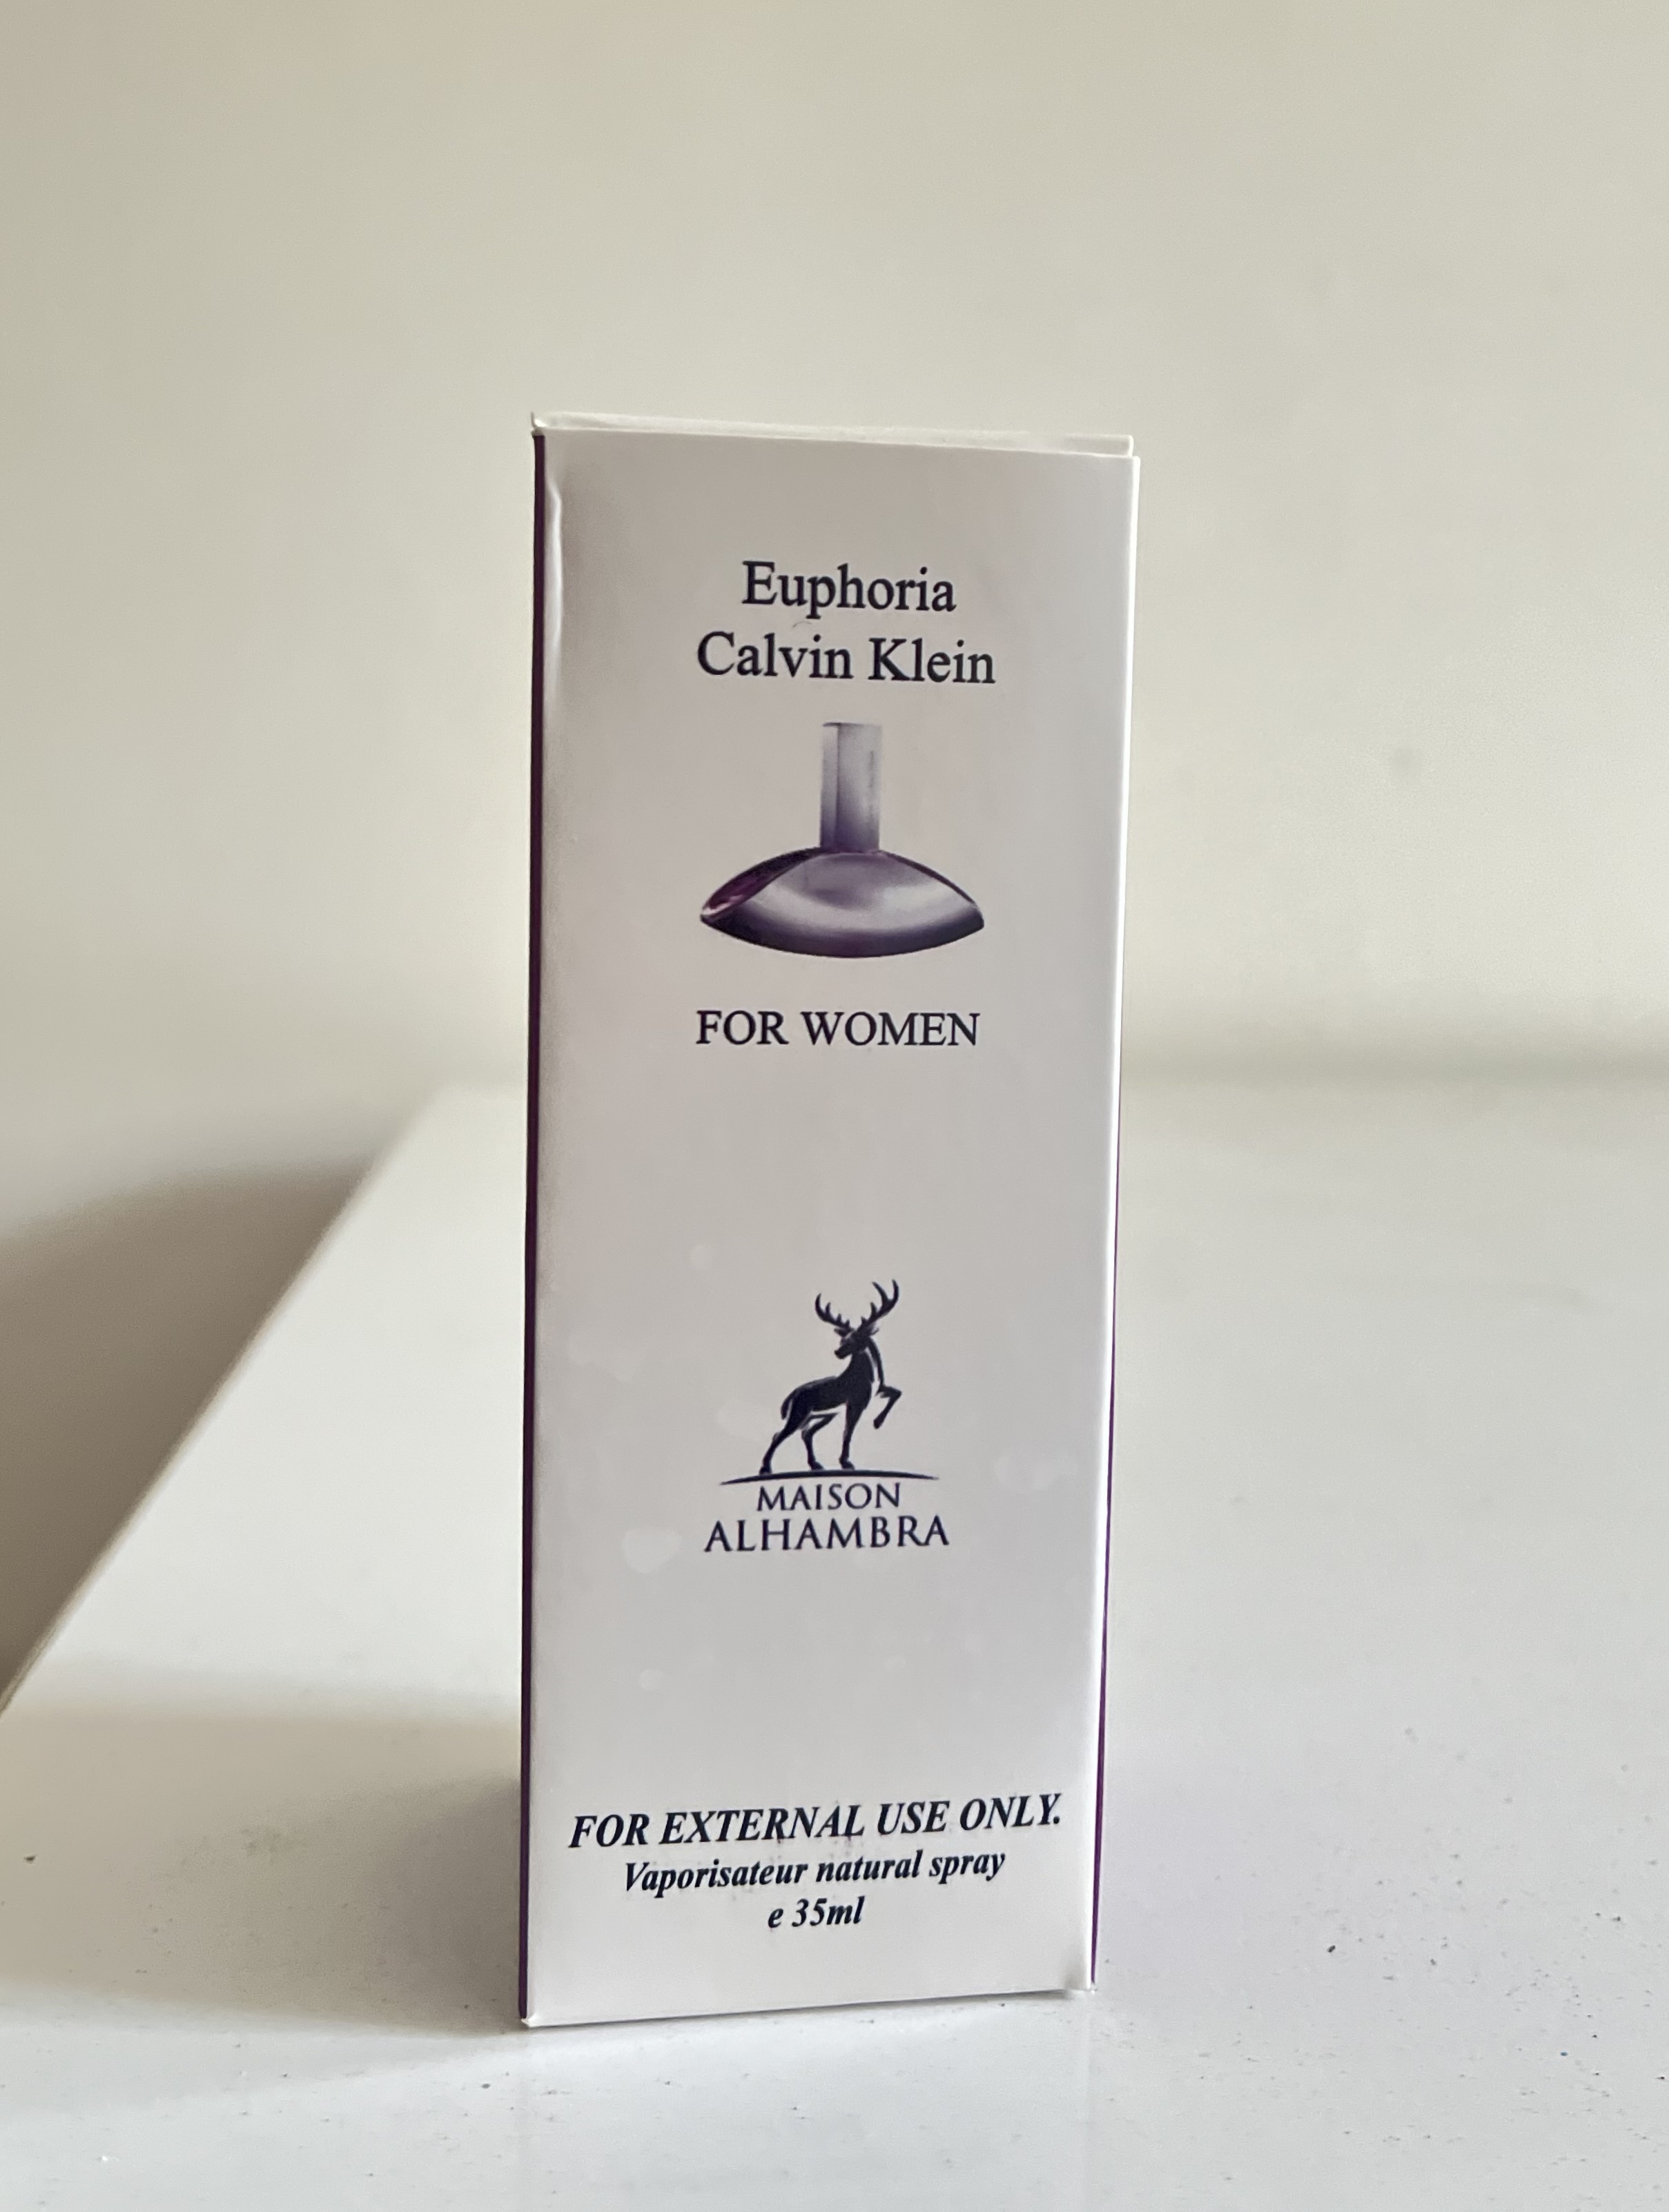 Euphoria
Calvin Klein
FOR WOMEN
MAISON
ALHAMBRA
FOR EXTERNAL USE ONLY.
Vaporisateur natural spray
e 35ml